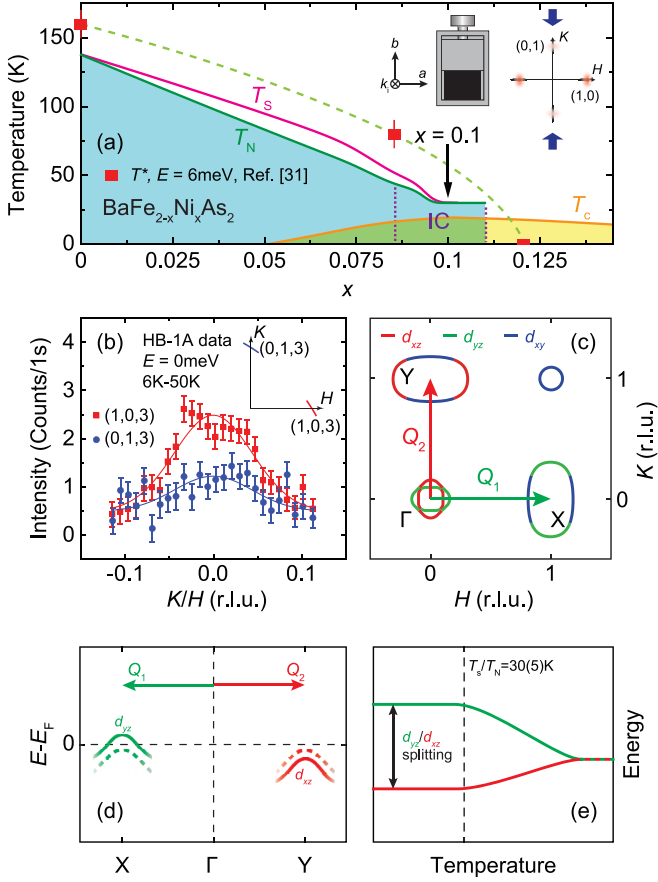 Temperature (K)
150
100
50
0
(a)
T_S
T_N
T*, E = 6meV, Ref. [31]
BaFe2-xNixAs2
x = 0.1
IC
T_c
b
a
k_i
K
(0,1)
H
(1,0)
0 0.025 0.05 0.075 0.1 0.125
x
(b)
Intensity (Counts/1s)
4
3
2
1
0
HB-1A data
E = 0meV
6K-50K
(1,0,3)
(0,1,3)
K
(0,1,3)
H
(1,0,3)
-0.1 0.0 0.1
K/H (r.l.u.)
d_xz d_yz d_xy (c)
Y
Q_2
Q_1
Γ
X
1
0
K (r.l.u.)
0 1
H (r.l.u.)
E-E_F
0
Q_1
Q_2
d_yz
d_xz
(d)
X Γ Y
T_s/T_N=30(5)K
d_yz/d_xz
splitting
(e)
Energy
Temperature